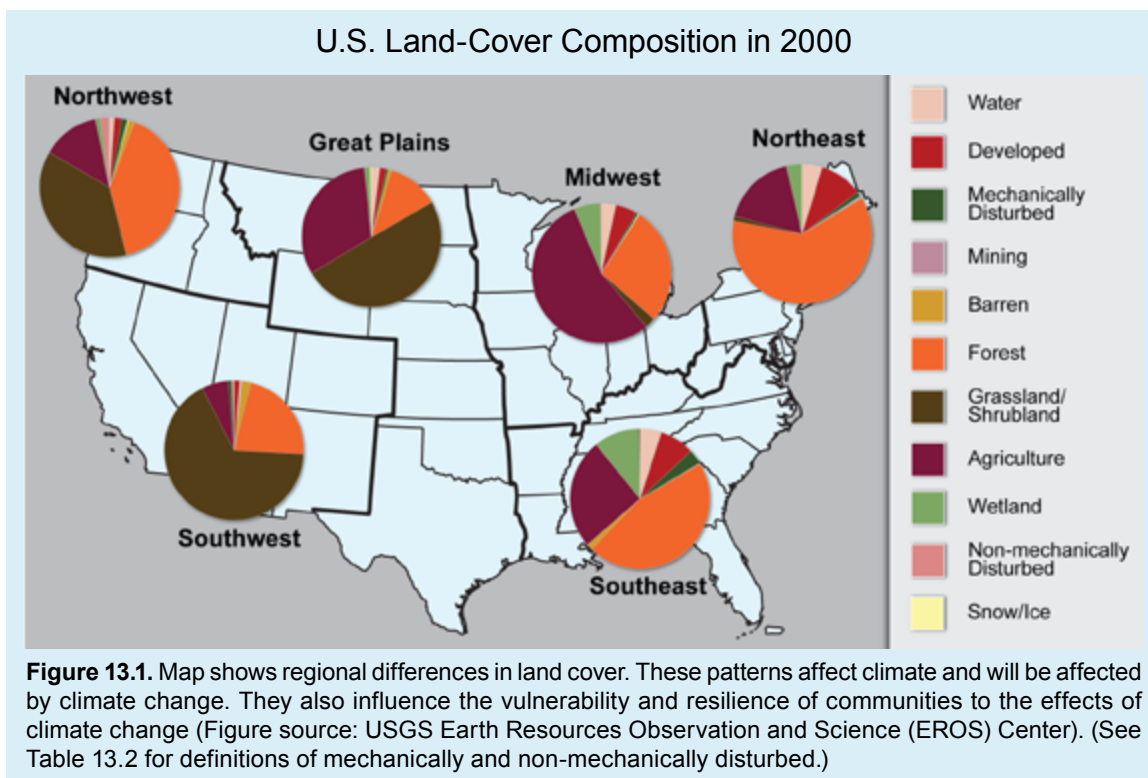 U.S. Land-Cover Composition in 2000
Northwest
Great Plains
Midwest
Northeast
Southwest
Southeast
Water
Developed
Mechanically
Disturbed
Mining
Barren
Forest
Grassland/
Shrubland
Agriculture
Wetland
Non-mechanically
Disturbed
Snow/Ice
Figure 13.1. Map shows regional differences in land cover. These patterns affect climate and will be affected
by climate change. They also influence the vulnerability and resilience of communities to the effects of
climate change (Figure source: USGS Earth Resources Observation and Science (EROS) Center). (See
Table 13.2 for definitions of mechanically and non-mechanically disturbed.)